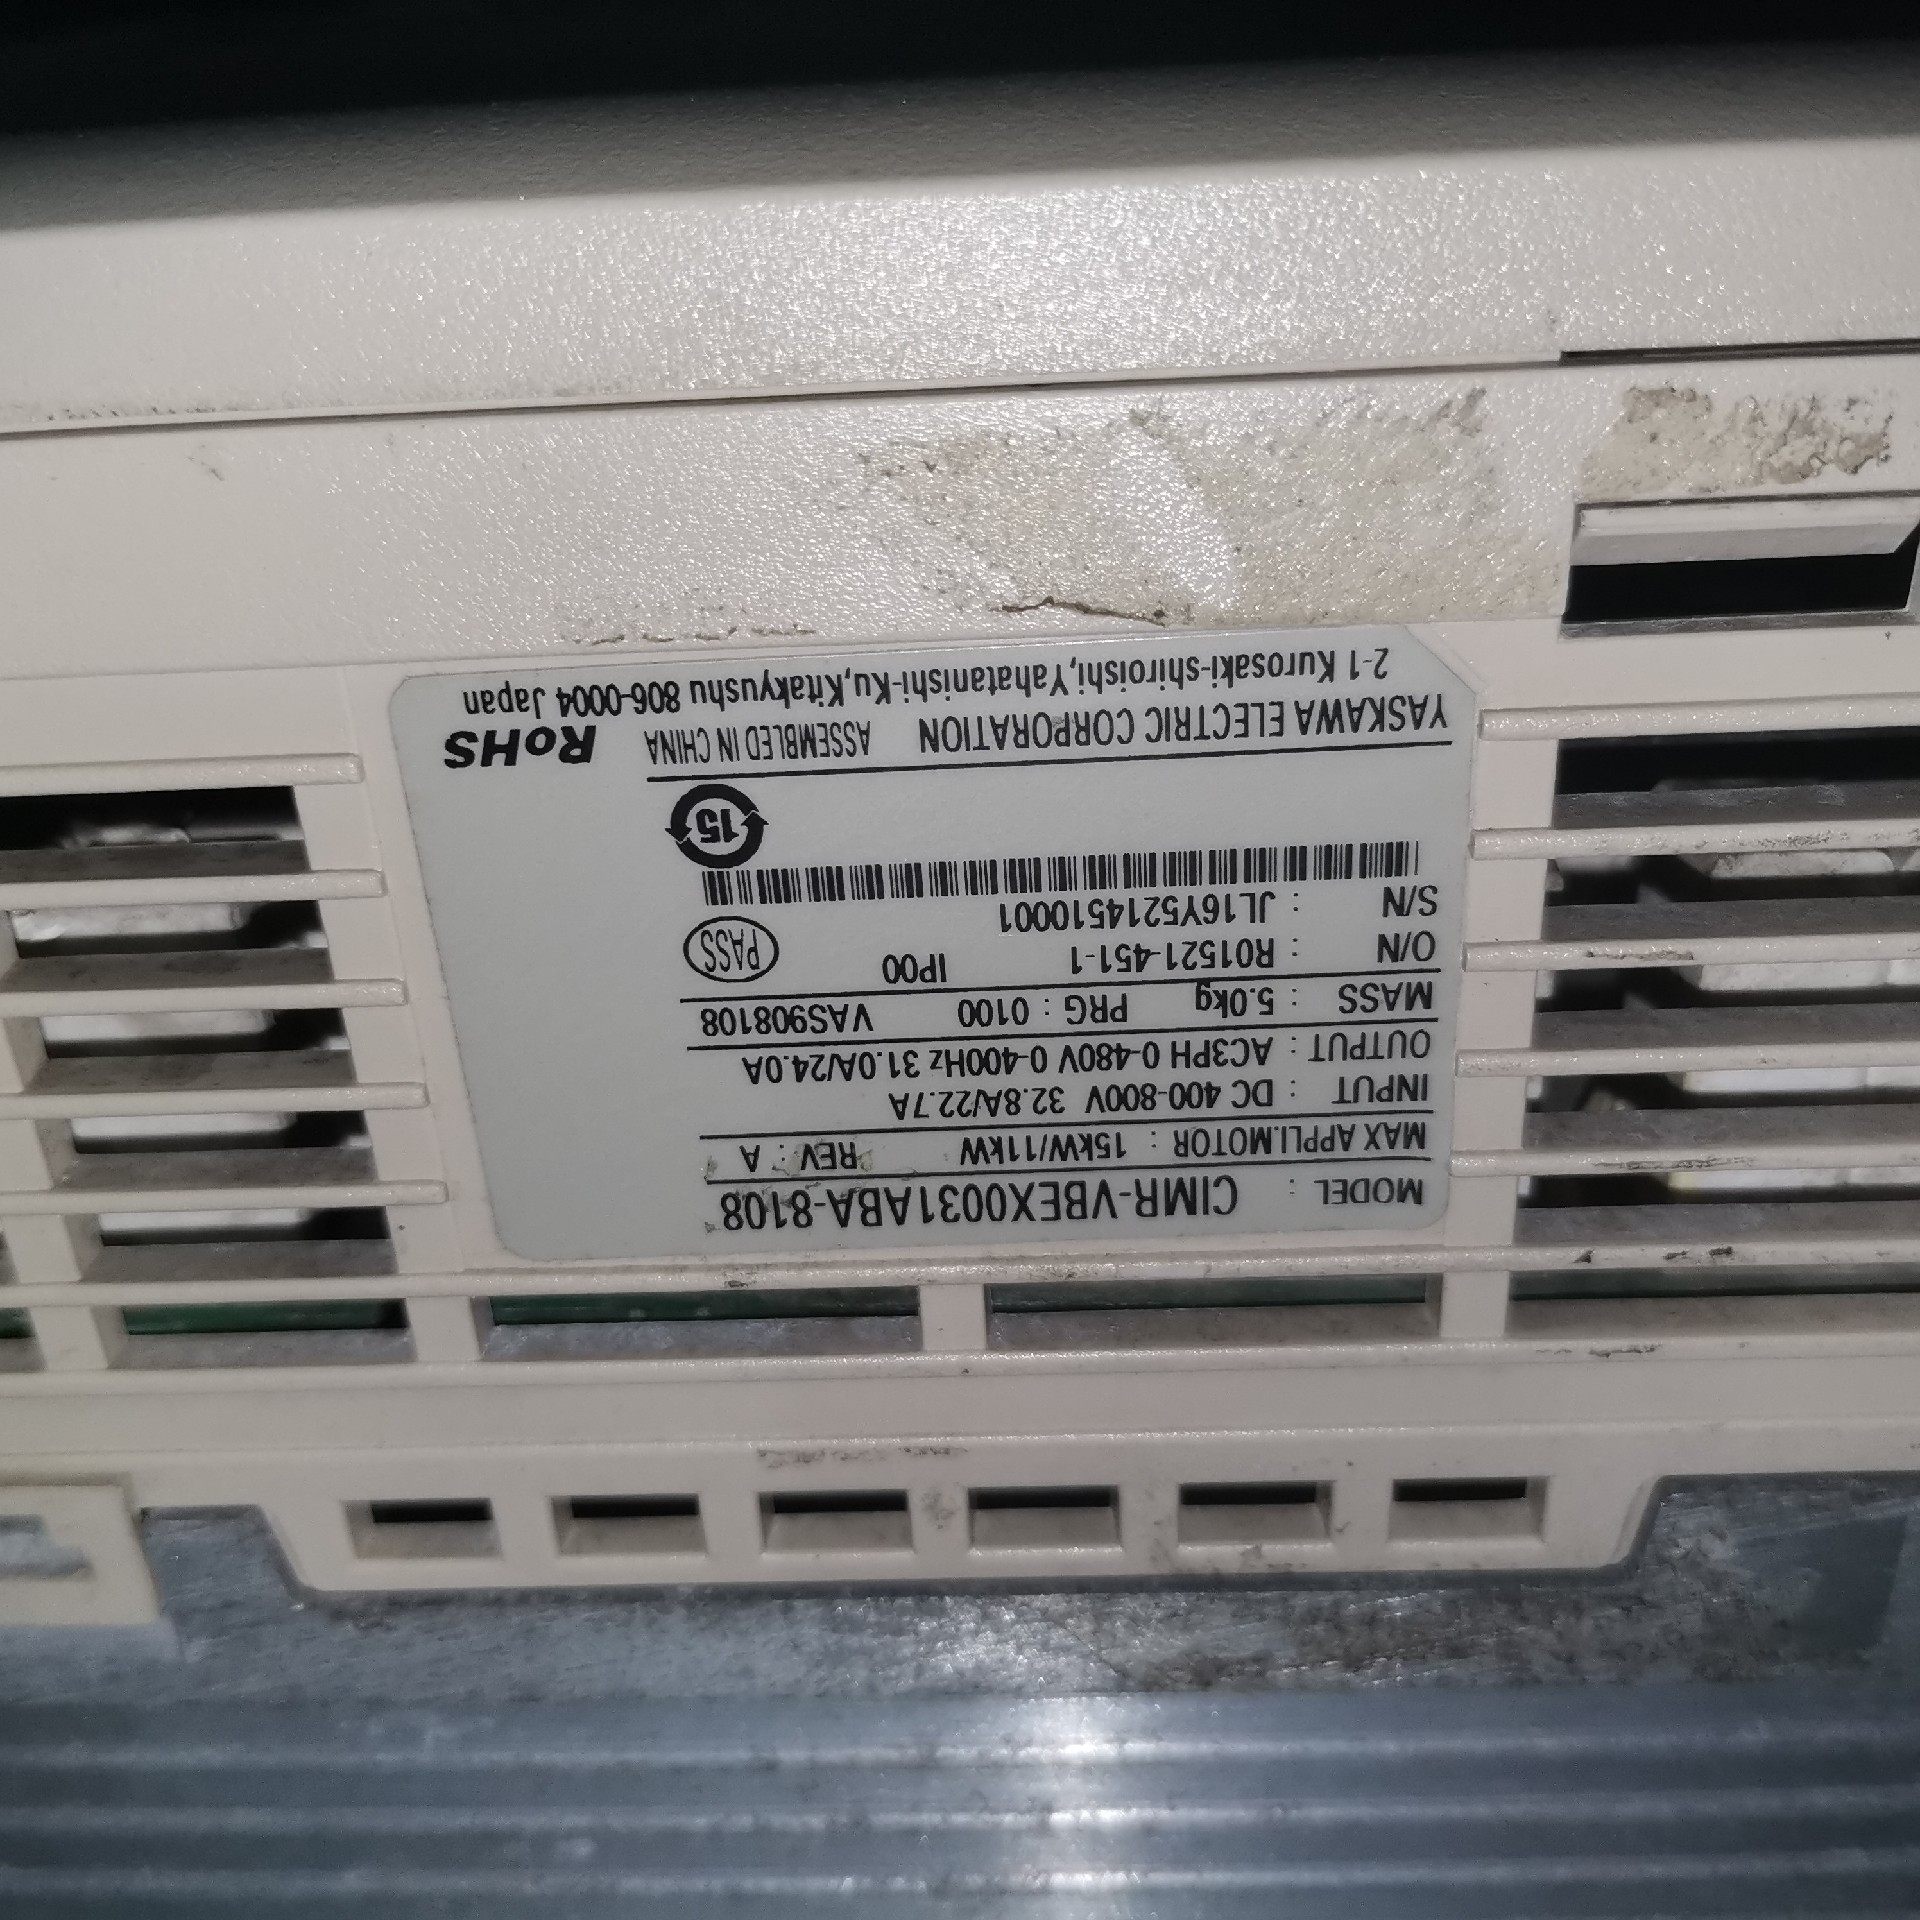 MODEL : CIMR-VBEX0031ABA-8108
MAX APPLI.MOTOR : 15kW/11kW REV : A
INPUT : DC 400-800V 32.8A/22.7A
OUTPUT : AC3PH 0-480V 0-400Hz 31.0A/24.0A
MASS : 5.0kg PRG : 0100 VAS908108
O/N : R01521-451-1 IP00
S/N : JL16Y5214510001
PASS
15
YASKAWA ELECTRIC CORPORATION ASSEMBLED IN CHINA RoHS
2-1 Kurosaki-shiroishi,Yahatanishi-Ku,Kitakyushu 806-0004 Japan